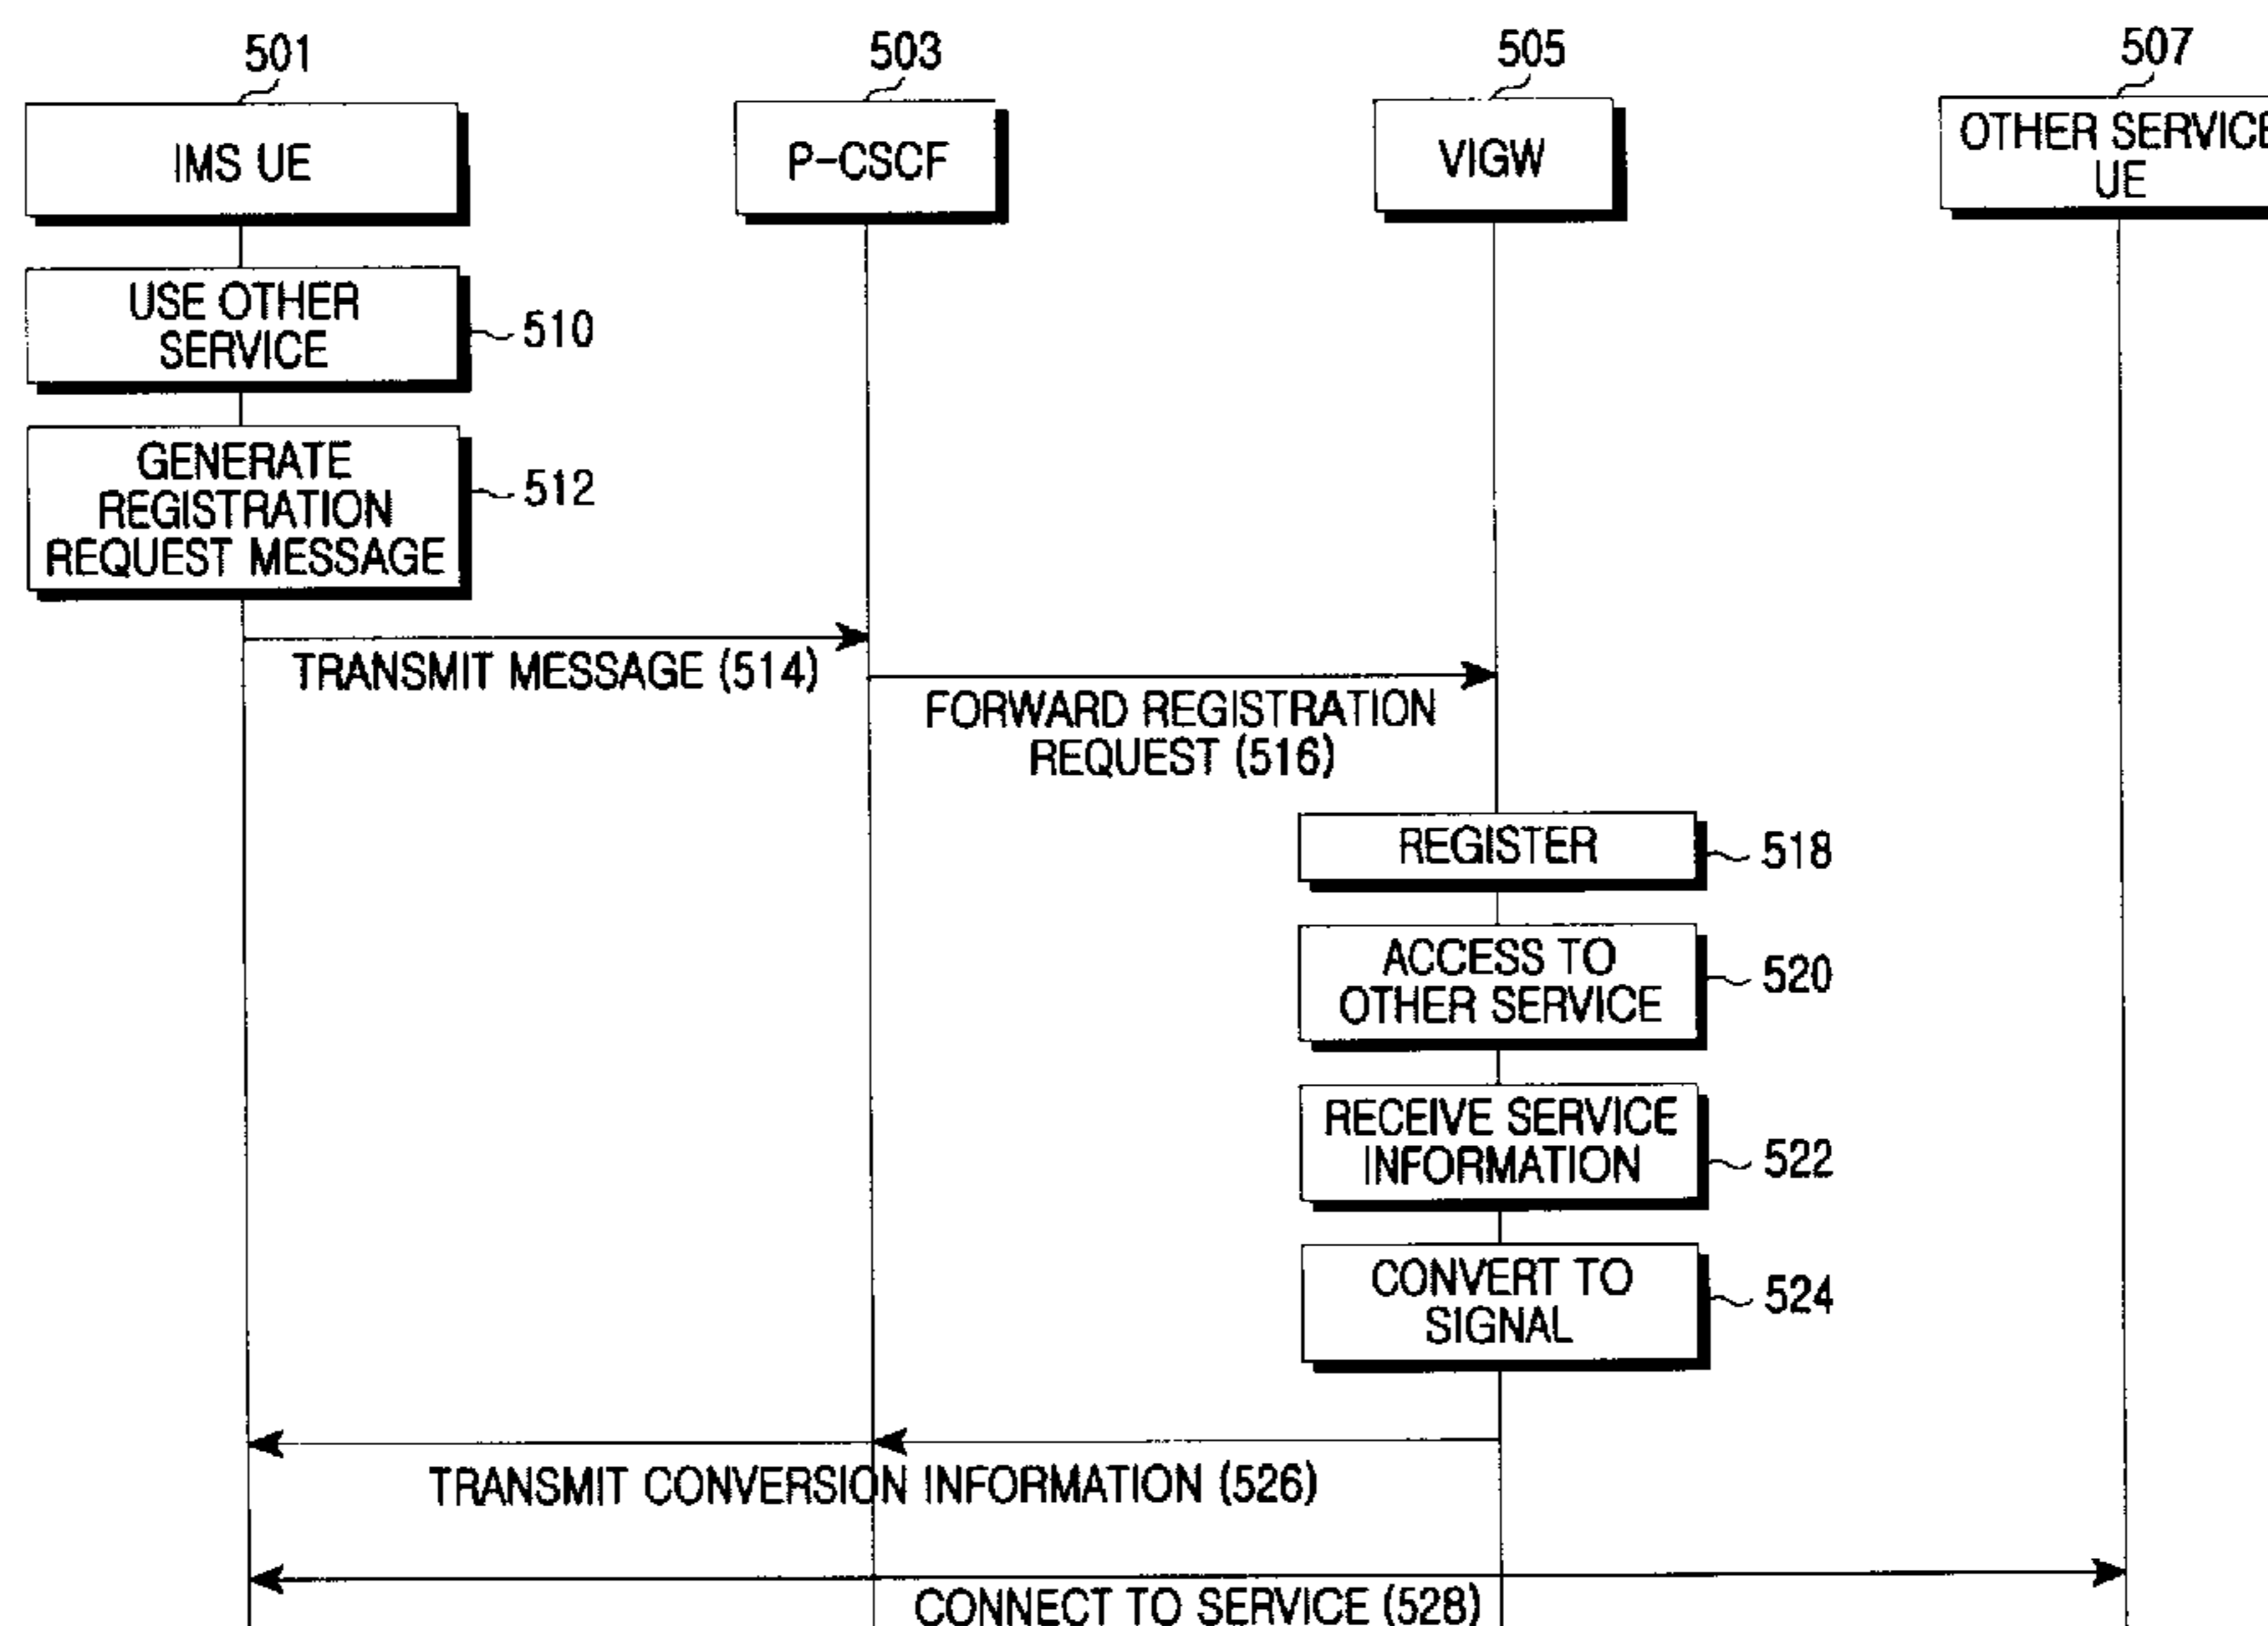 501
503
505
507
IMS UE
P-CSCF
VIGW
OTHER SERVICE
UE
USE OTHER
SERVICE
510
GENERATE
REGISTRATION
REQUEST MESSAGE
512
TRANSMIT MESSAGE (514)
FORWARD REGISTRATION
REQUEST (516)
REGISTER
518
ACCESS TO
OTHER SERVICE
520
RECEIVE SERVICE
INFORMATION
522
CONVERT TO
SIGNAL
524
TRANSMIT CONVERSION INFORMATION (526)
CONNECT TO SERVICE (528)